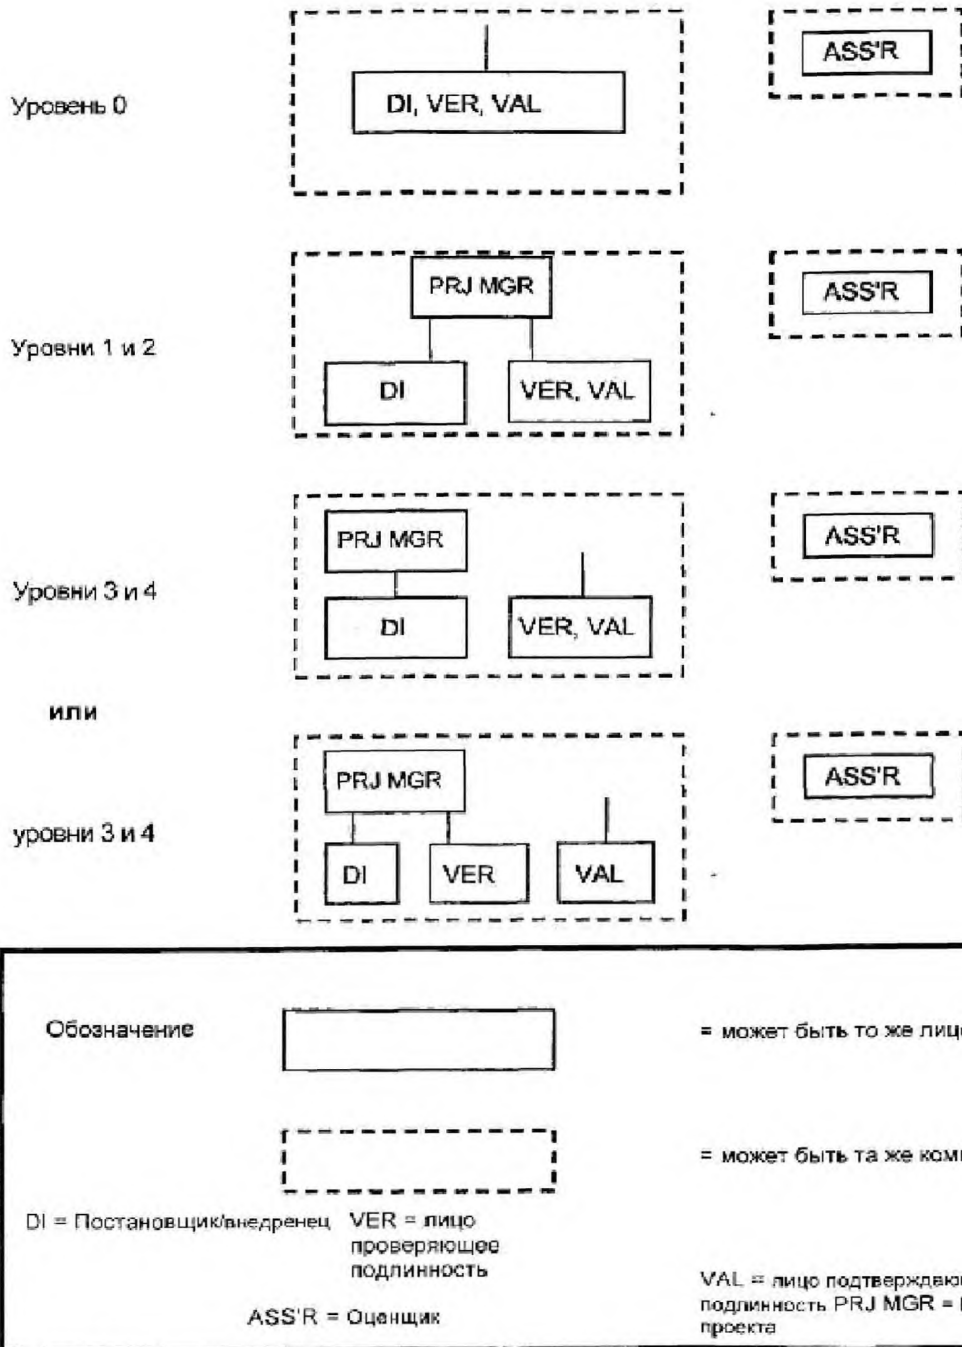 ASS'R
Уровень 0
DI, VER, VAL
PRJ MGR
ASS'R
Уровни 1 и 2
DI
VER, VAL
PRJ MGR
ASS'R
Уровни 3 и 4
DI
VER, VAL
или
PRJ MGR
ASS'R
уровни 3 и 4
DI
VER
VAL
Обозначение
= может быть то же лицо
= может быть та же
DI = Постановщик/внедренец
VER = лицо
проверяющее
подлинность
VAL = лицо
подлинность PRJ MGR =
проекта
ASS'R = Оценщик